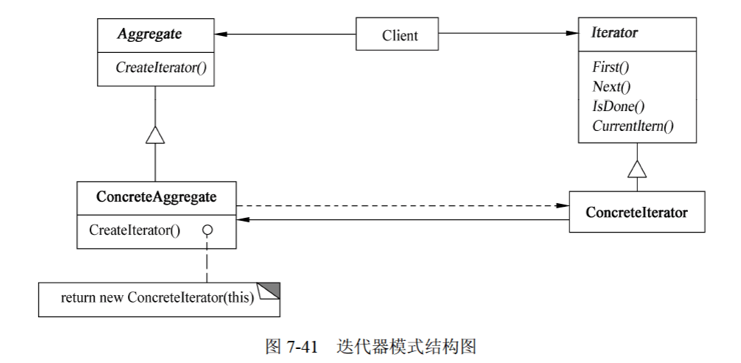 Aggregate
CreateIterator()
Client
Iterator
First()
Next()
IsDone()
CurrentItern()
ConcreteAggregate
CreateIterator()
ConcreteIterator
return new ConcreteIterator(this)
图 7-41 迭代器模式结构图